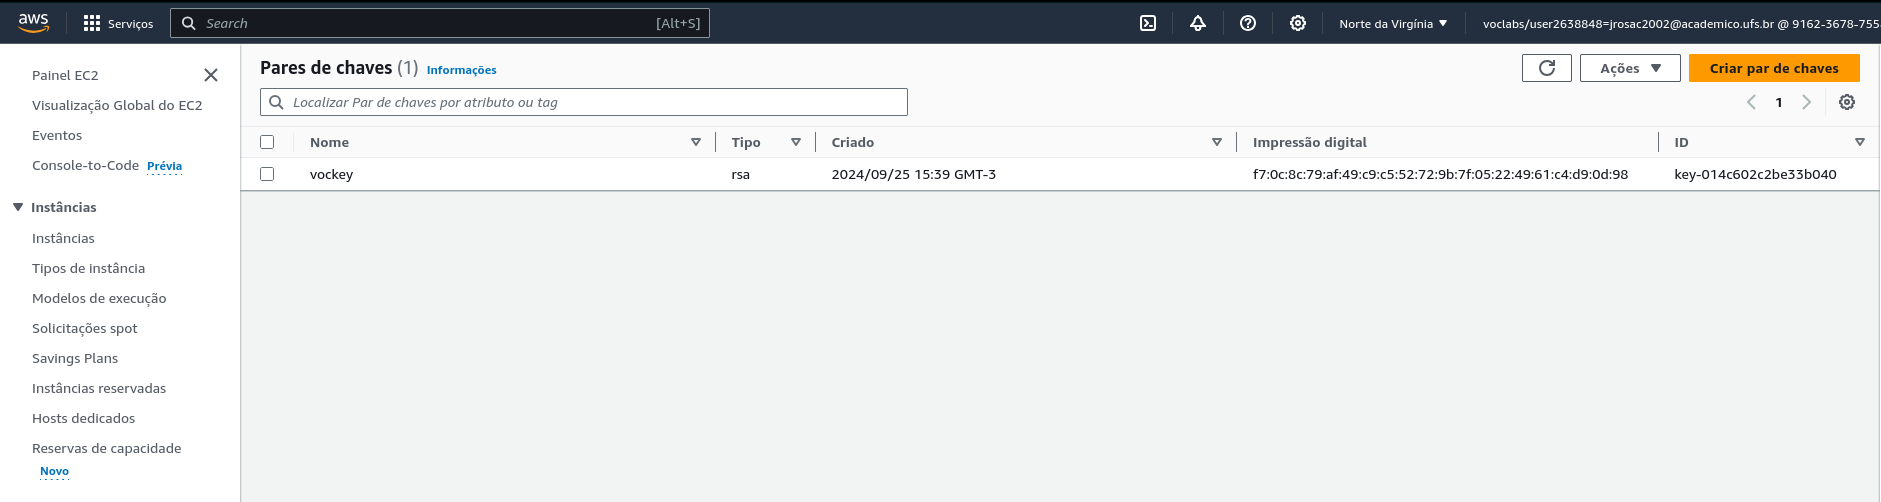 aws
Serviços
Search
[Alt+S]
Norte da Virgínia
voclabs/user2638848=jrosac2002@academico.ufs.br @ 9162-3678-755
Painel EC2
Visualização Global do EC2
Eventos
Console-to-Code Prévia
Instâncias
Instâncias
Tipos de instância
Modelos de execução
Solicitações spot
Savings Plans
Instâncias reservadas
Hosts dedicados
Reservas de capacidade
Novo
Pares de chaves (1) Informações
Ações
Criar par de chaves
Localizar Par de chaves por atributo ou tag
1
Nome Tipo Criado Impressão digital ID
vockey rsa 2024/09/25 15:39 GMT-3 f7:0c:8c:79:af:49:c9:c5:52:72:9b:7f:05:22:49:61:c4:d9:0d:98 key-014c602c2be33b040